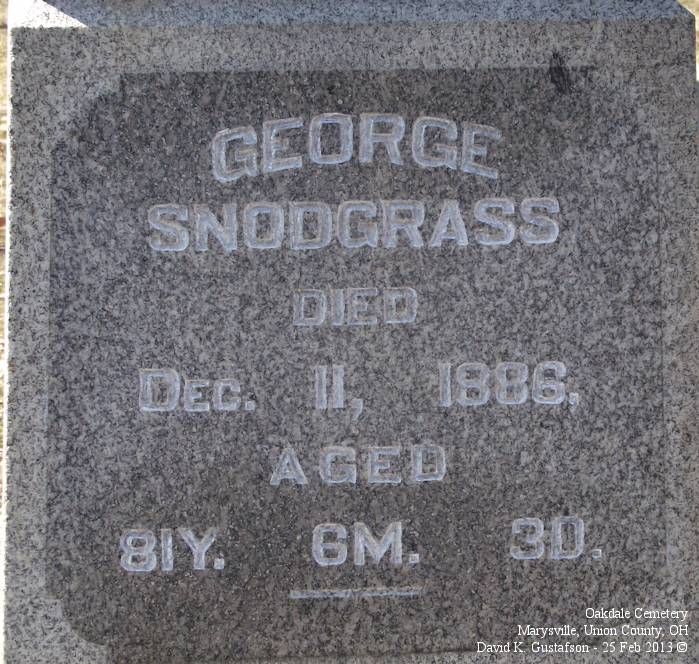 GEORGE
SNODGRASS
DIED
DEC. 11, 1886.
AGED
81Y. 6M. 3D.
Oakdale Cemetery
Marysville, Union County, OH
David K. Gustafson - 25 Feb 2013 ©